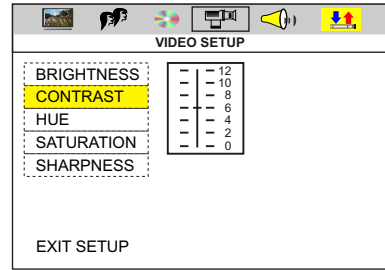 VIDEO SETUP
BRIGHTNESS
CONTRAST
HUE
SATURATION
SHARPNESS
12
10
8
6
4
2
0
EXIT SETUP